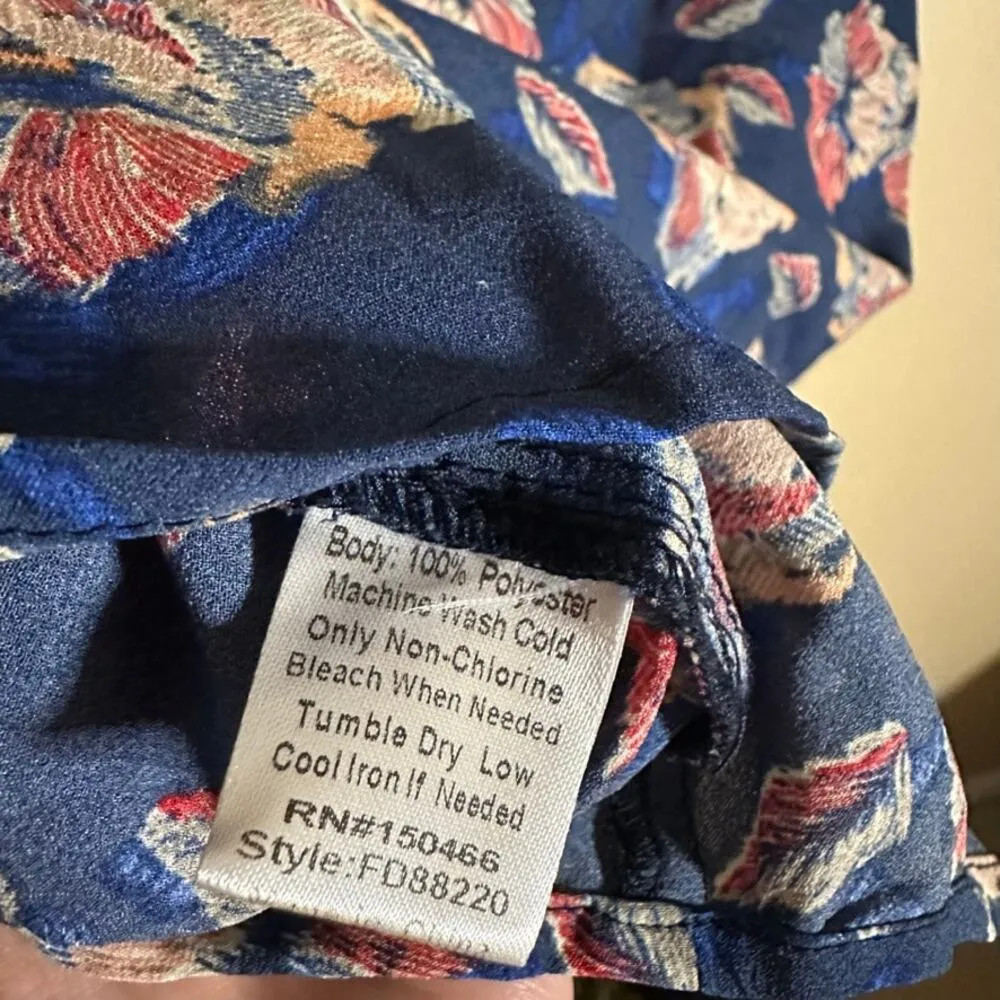 Body: 100% Polyester
Machine Wash Cold
Only Non-Chlorine
Bleach When Needed
Tumble Dry Low
Cool Iron If Needed
RN#150466
Style:FD88220